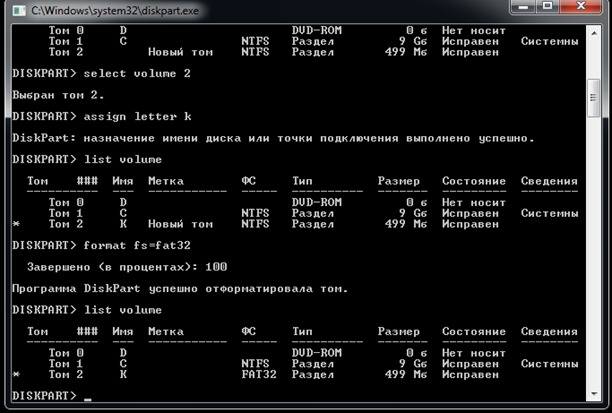 C:\Windows\system32\diskpart.exe
Том 0 D DVD-ROM 0 б Нет носит
Том 1 C NTFS Раздел 9 Gб Исправен Системны
Том 2 Новый том NTFS Раздел 499 Mб Исправен
DISKPART> select volume 2
Выбран том 2.
DISKPART> assign letter k
DiskPart: назначение имени диска или точки подключения выполнено успешно.
DISKPART> list volume
Том ### Имя Метка ФС Тип Размер Состояние Сведения
---------- --- ----------- ----- ---------- ------- --------- --------
Том 0 D DVD-ROM 0 б Нет носит
Том 1 C NTFS Раздел 9 Gб Исправен Системны
* Том 2 K Новый том NTFS Раздел 499 Mб Исправен
DISKPART> format fs=fat32
Завершено (в процентах): 100
Программа DiskPart успешно отформатировала том.
DISKPART> list volume
Том ### Имя Метка ФС Тип Размер Состояние Сведения
---------- --- ----------- ----- ---------- ------- --------- --------
Том 0 D DVD-ROM 0 б Нет носит
Том 1 C NTFS Раздел 9 Gб Исправен Системны
* Том 2 K FAT32 Раздел 499 Mб Исправен
DISKPART> _